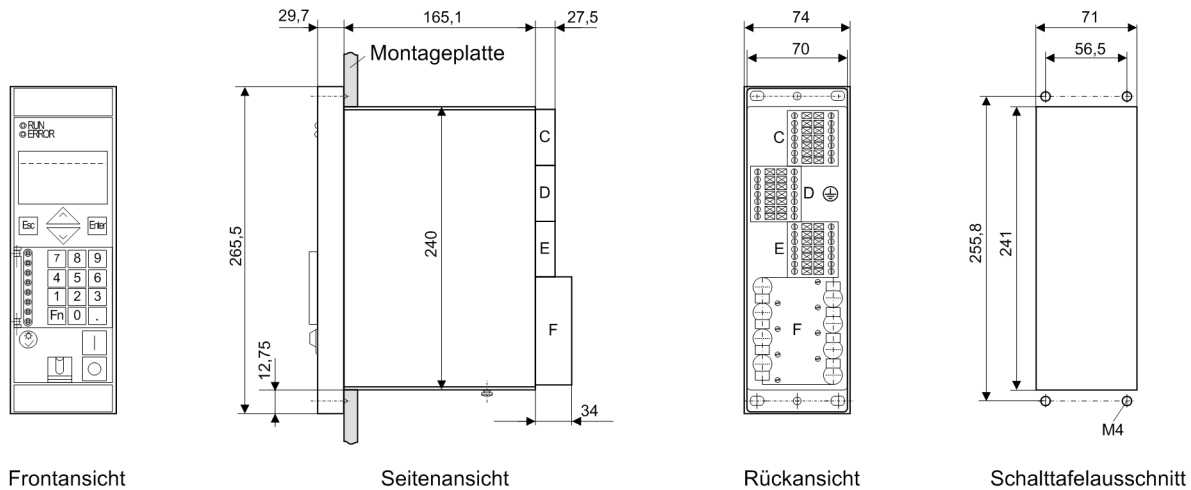 29,7
165,1
27,5
74
70
71
56,5
Montageplatte
RUN
ERROR
Esc
Enter
7 8 9
4 5 6
1 2 3
Fn 0 .
265,5
240
12,75
34
C
D
E
F
C
D
E
F
255,8
241
M4
Frontansicht
Seitenansicht
Rückansicht
Schalttafelausschnitt